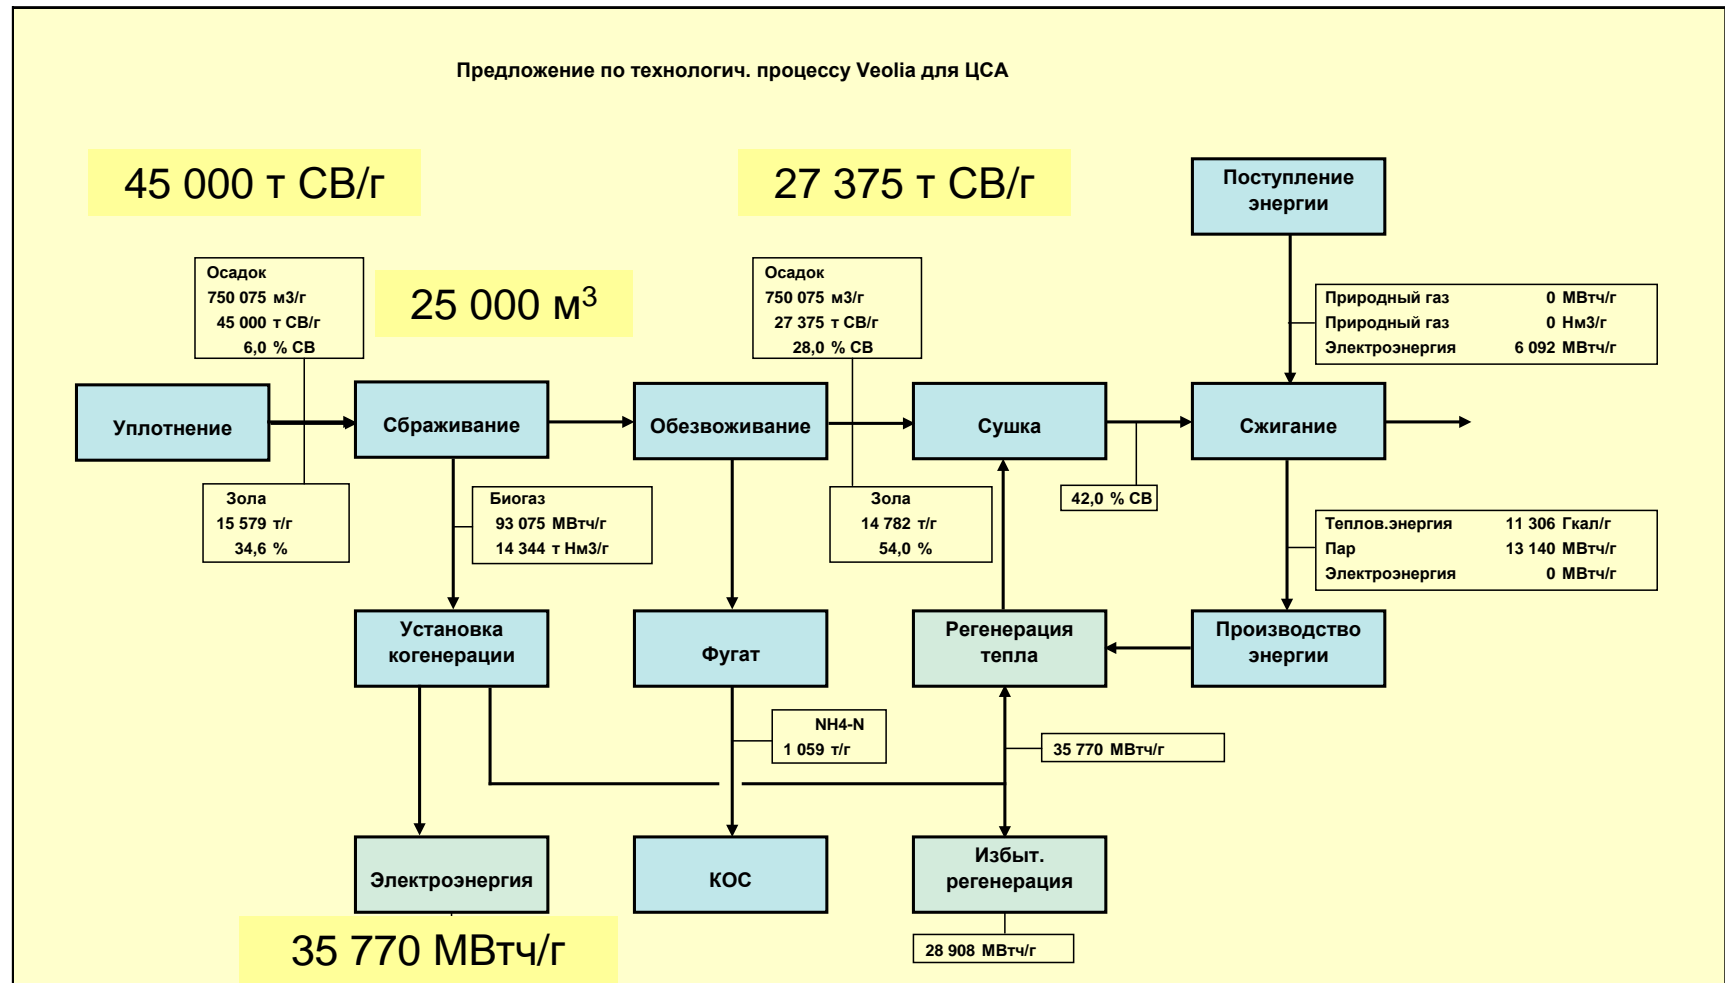 Предложение по технологич. процессу Veolia для ЦСА
45 000 т СВ/г
27 375 т СВ/г
Поступление
энергии
Осадок
750 075 м3/г
45 000 т СВ/г
6,0 % СВ
25 000 м³
Осадок
750 075 м3/г
27 375 т СВ/г
28,0 % СВ
Природный газ 0 МВтч/г
Природный газ 0 Нм3/г
Электроэнергия 6 092 МВтч/г
Уплотнение
Сбраживание
Обезвоживание
Сушка
Сжигание
Зола
15 579 т/г
34,6 %
Биогаз
93 075 МВтч/г
14 344 т Нм3/г
Зола
14 782 т/г
54,0 %
42,0 % СВ
Теплов.энергия 11 306 Гкал/г
Пар 13 140 МВтч/г
Электроэнергия 0 МВтч/г
Установка
когенерации
Фугат
Регенерация
тепла
Производство
энергии
NH4-N
1 059 т/г
35 770 МВтч/г
Электроэнергия
КОС
Избыт.
регенерация
35 770 МВтч/г
28 908 МВтч/г